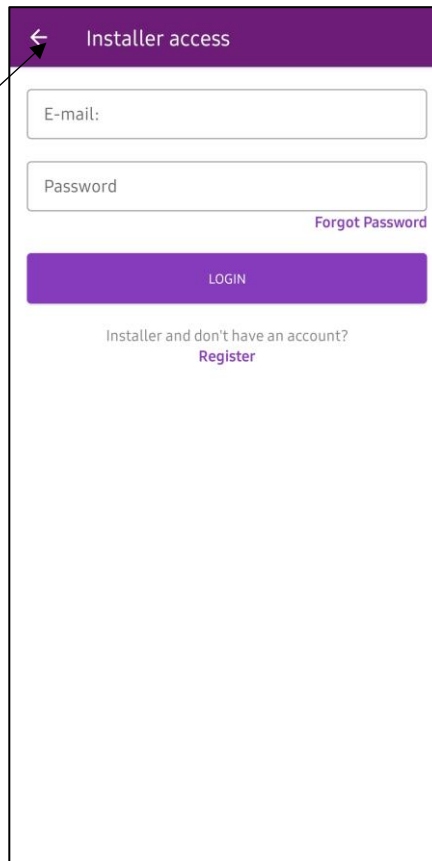 Installer access
E-mail:
Password
Forgot Password
LOGIN
Installer and don't have an account?
Register